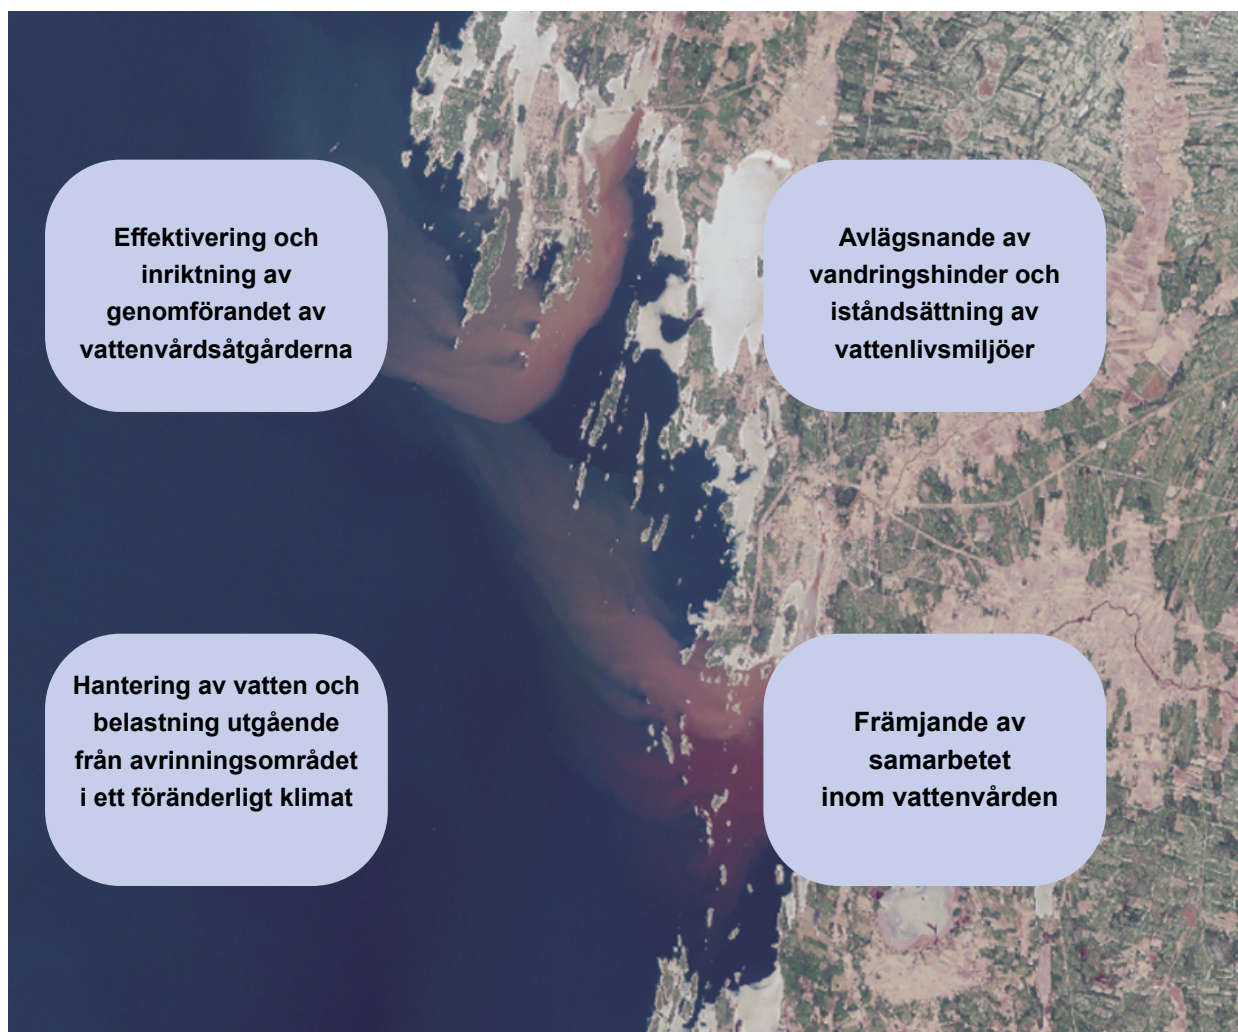 Effektivering och
inriktning av
genomförandet av
vattenvårdsåtgårderna
Avlägsnande av
vandringshinder och
iståndsättning av
vattenlivsmiljöer
Hantering av vatten och
belastning utgående
från avrinningsområdet
i ett föränderligt klimat
Främjande av
samarbetet
inom vattenvården